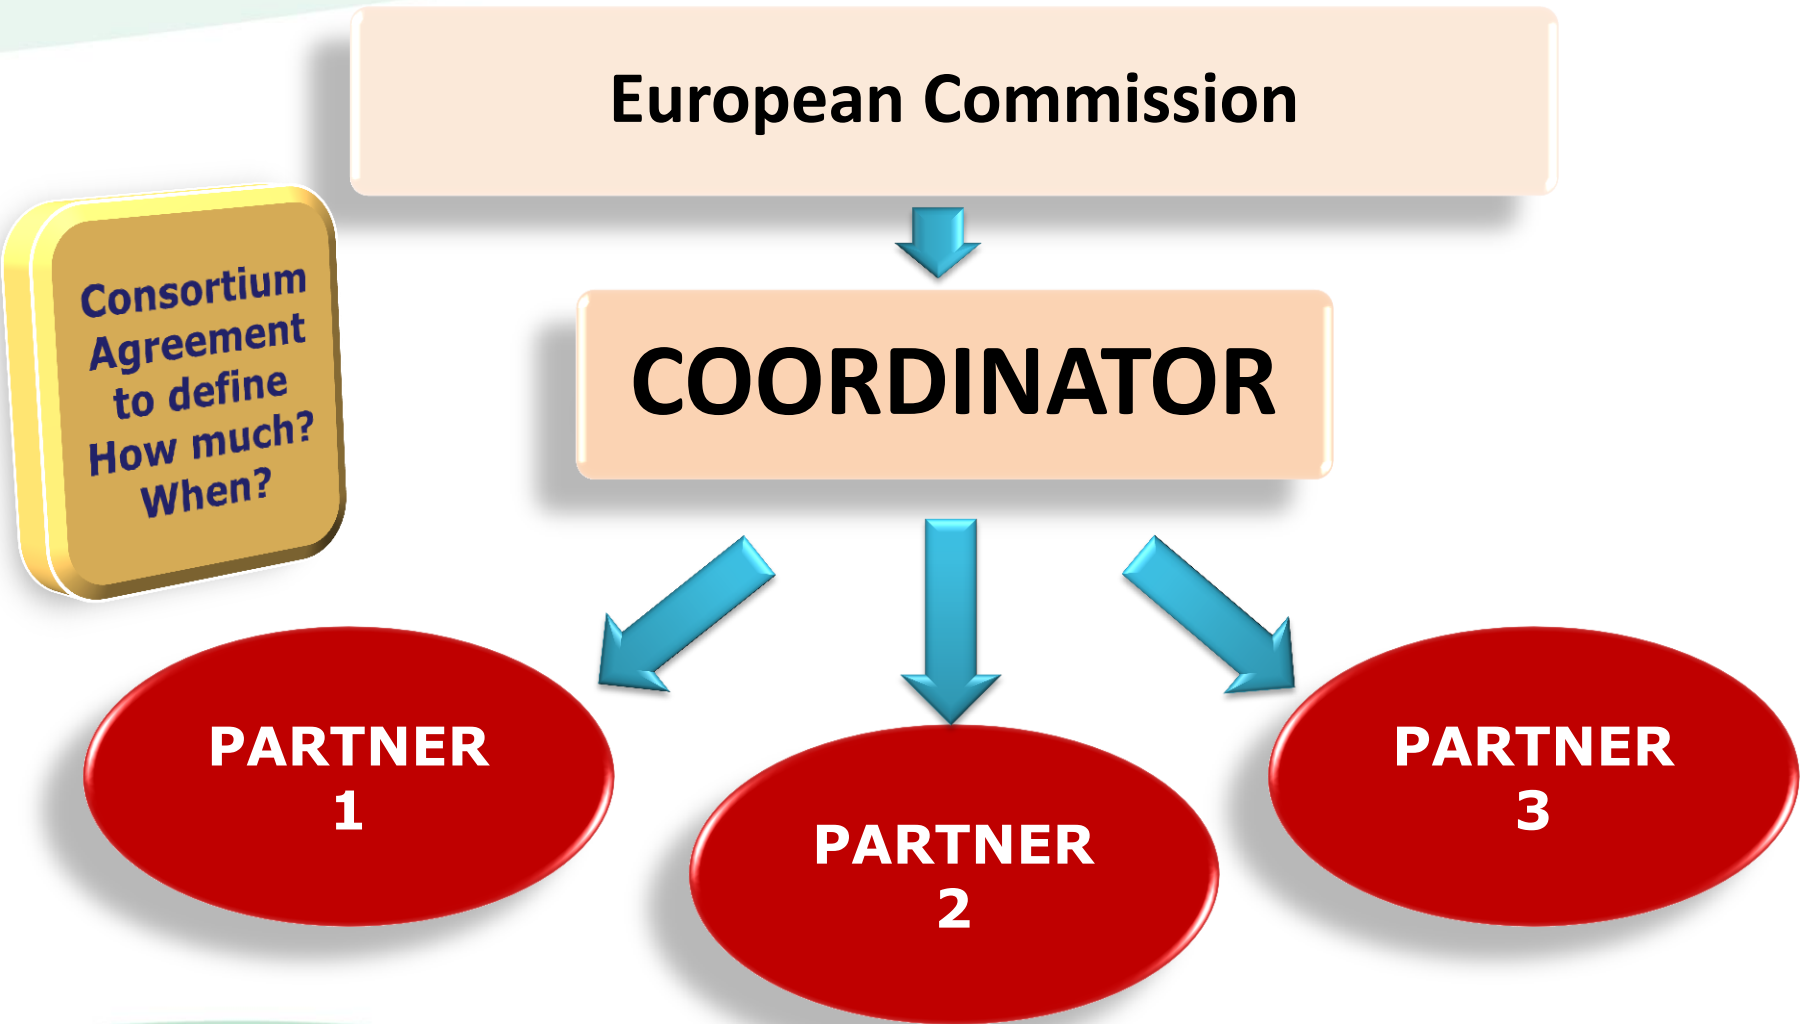 European Commission
Consortium
Agreement
to define
How much?
When?
COORDINATOR
PARTNER
1
PARTNER
2
PARTNER
3